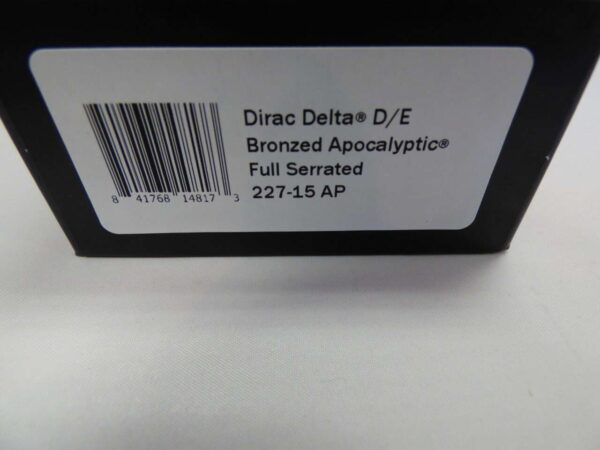 Dirac Delta® D/E
Bronzed Apocalyptic®
Full Serrated
227-15 AP
8 41768 14817 3